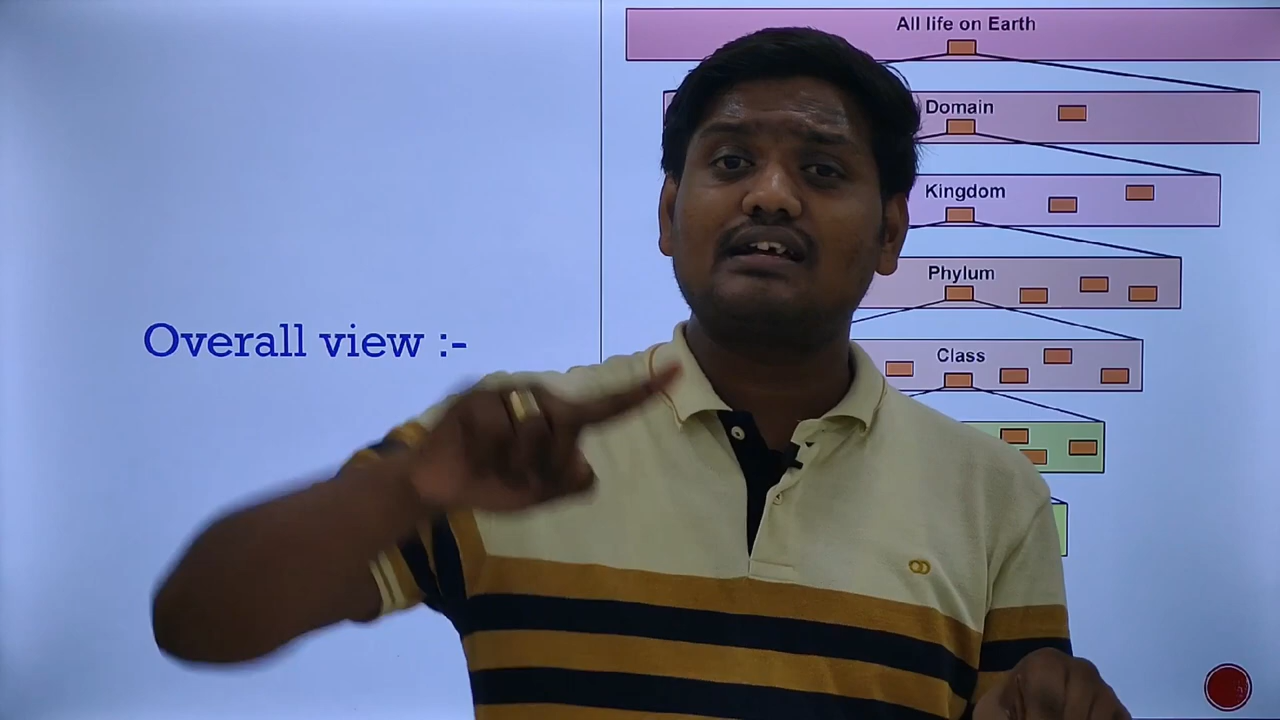 All life on Earth
Domain
Kingdom
Phylum
Class
Overall view :-